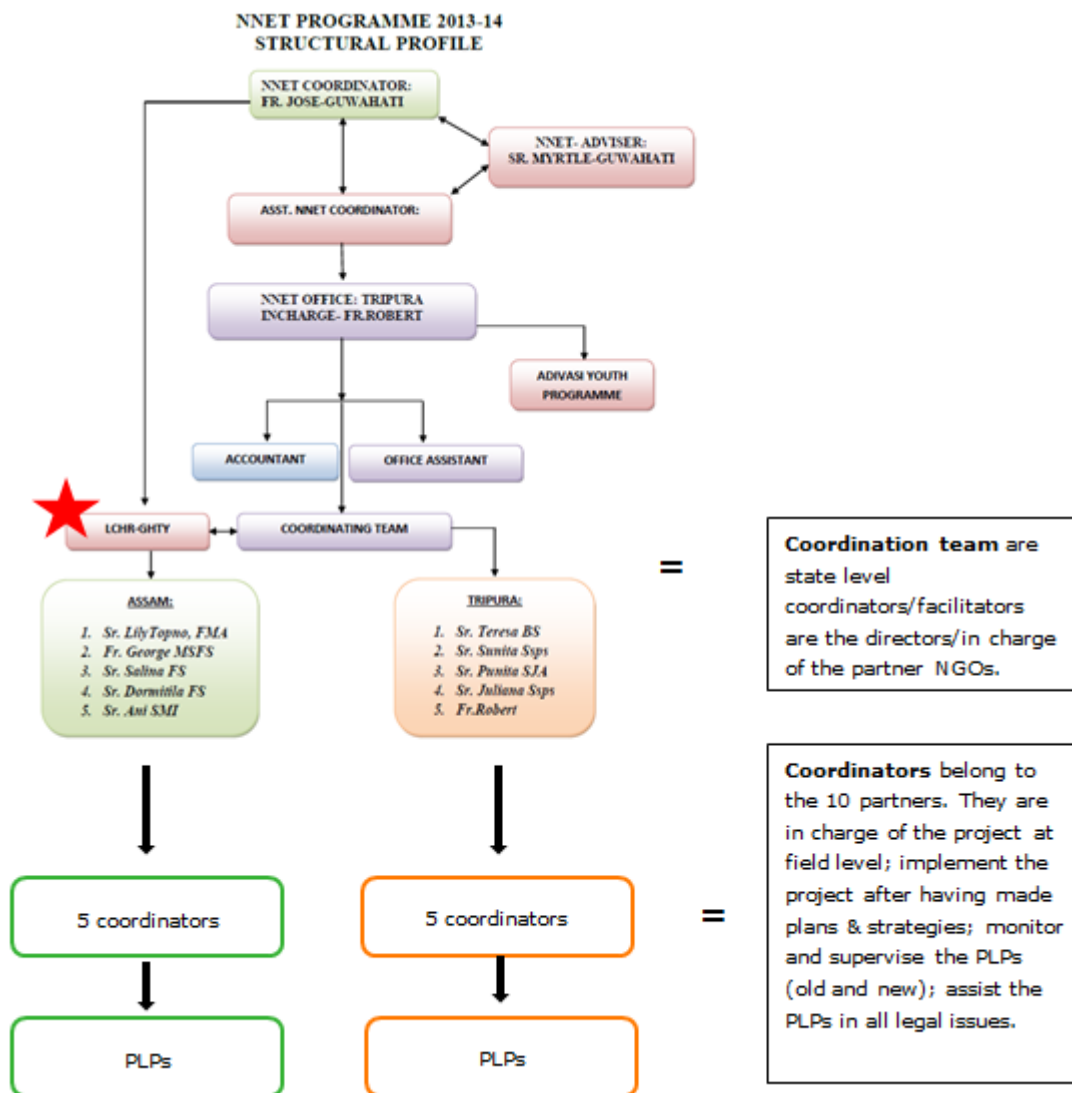 NNET PROGRAMME 2013-14
STRUCTURAL PROFILE
NNET COORDINATOR:
FR. JOSE-GUWAHATI
NNET- ADVISER:
SR. MYRTLE-GUWAHATI
ASST. NNET COORDINATOR:
NNET OFFICE: TRIPURA
INCHARGE- FR.ROBERT
ADIVASI YOUTH
PROGRAMME
ACCOUNTANT
OFFICE ASSISTANT
LCHR-GHTY
COORDINATING TEAM
ASSAM:
1. Sr. LilyTopno, FMA
2. Fr. George MSFS
3. Sr. Salina FS
4. Sr. Dormitila FS
5. Sr. Ani SMI
TRIPURA:
1. Sr. Teresa BS
2. Sr. Sunita Ssps
3. Sr. Punita SJA
4. Sr. Juliana Ssps
5. Fr.Robert
=
Coordination team are
state level
coordinators/facilitators
are the directors/in charge
of the partner NGOs.
5 coordinators
5 coordinators
=
Coordinators belong to
the 10 partners. They are
in charge of the project at
field level; implement the
project after having made
plans & strategies; monitor
and supervise the PLPs
(old and new); assist the
PLPs in all legal issues.
PLPs
PLPs